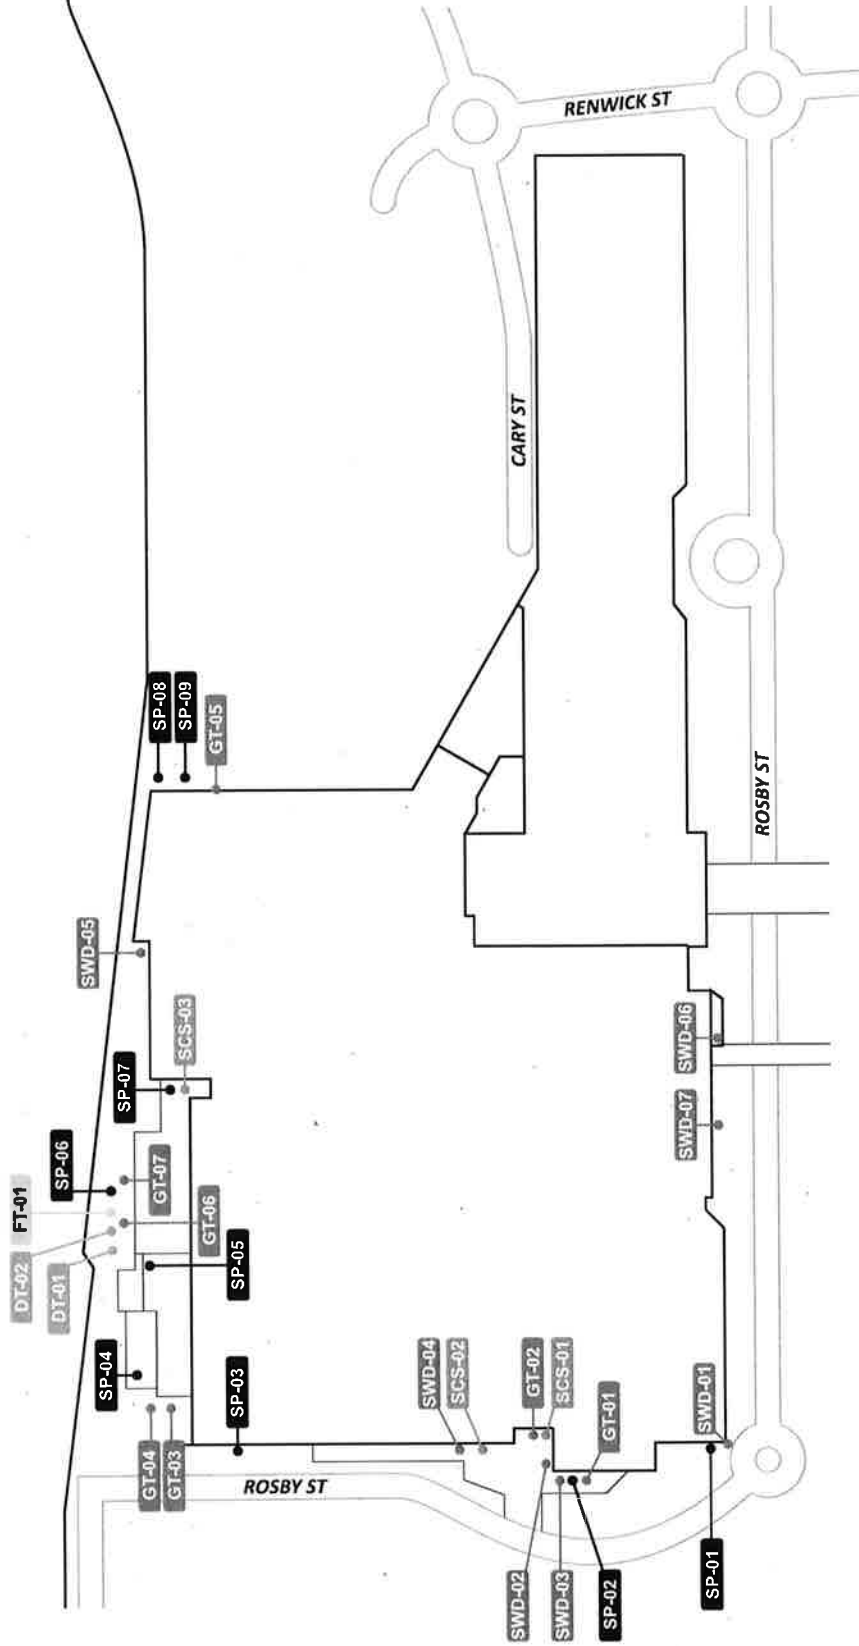 RENWICK ST
CARY ST
SP-08
SP-09
GT-05
ROSBY ST
SWD-05
SCS-03
SP-07
SWD-06
SP-06
GT-07
SWD-07
FT-01
GT-06
DT-02
DT-01
SP-05
SP-04
SP-03
SWD-04
SCS-02
GT-02
SCS-01
GT-01
SWD-01
GT-04
GT-03
ROSBY ST
SWD-02
SWD-03
SP-02
SP-01